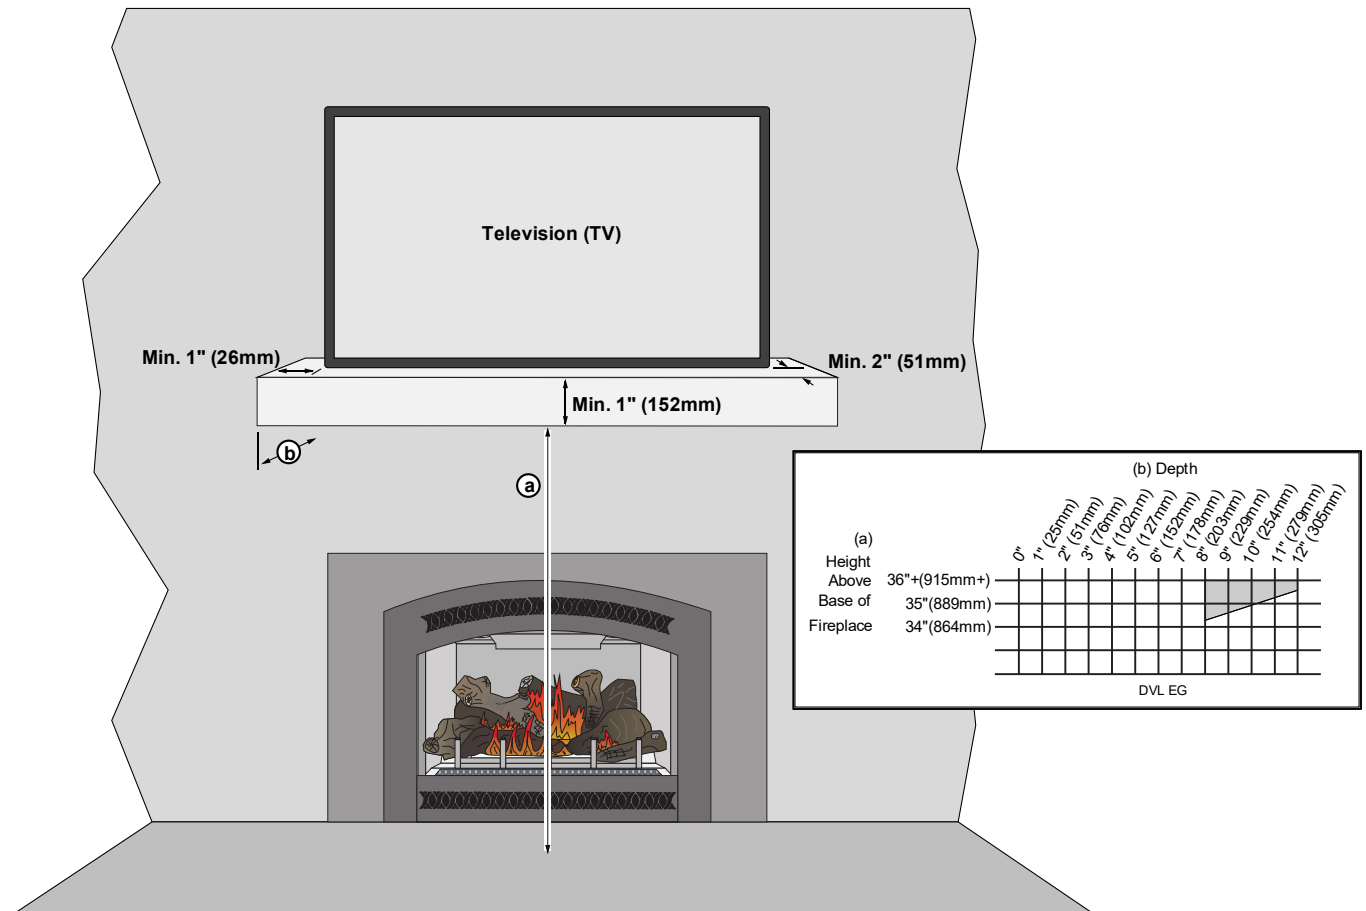 Television (TV)
Min. 1" (26mm)
Min. 2" (51mm)
Min. 1" (152mm)
b
a
(b) Depth
0"
1" (25mm)
2" (51mm)
3" (76mm)
4" (102mm)
5" (127mm)
6" (152mm)
7" (178mm)
8" (203mm)
9" (229mm)
10" (254mm)
11" (279mm)
12" (305mm)
(a)
Height
Above
Base of
Fireplace
36"+(915mm+)
35"(889mm)
34"(864mm)
DVL EG